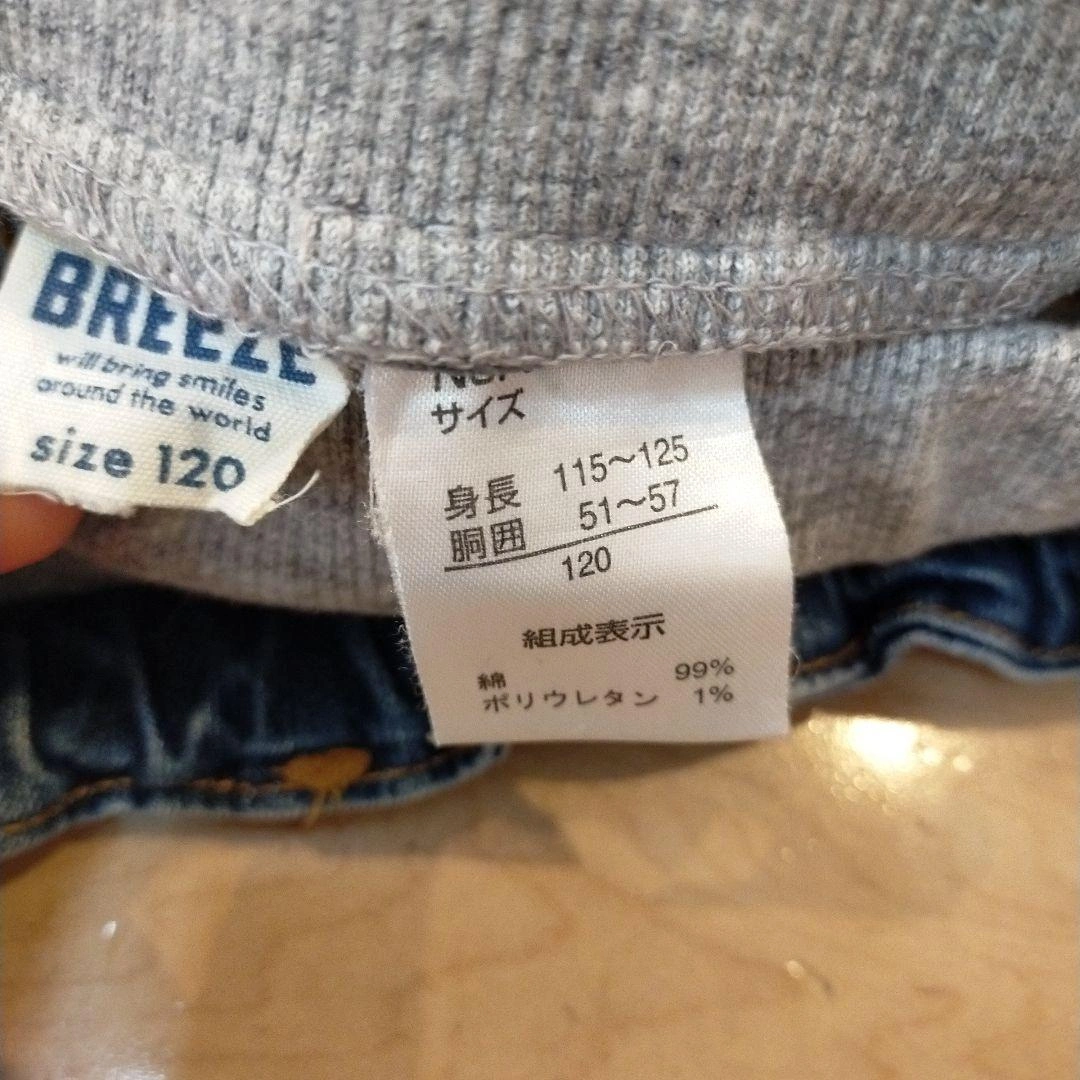 BREEZE
will bring smiles
around the world
size 120
サイズ
身長 115〜125
胴囲 51〜57
120
組成表示
綿 99%
ポリウレタン 1%